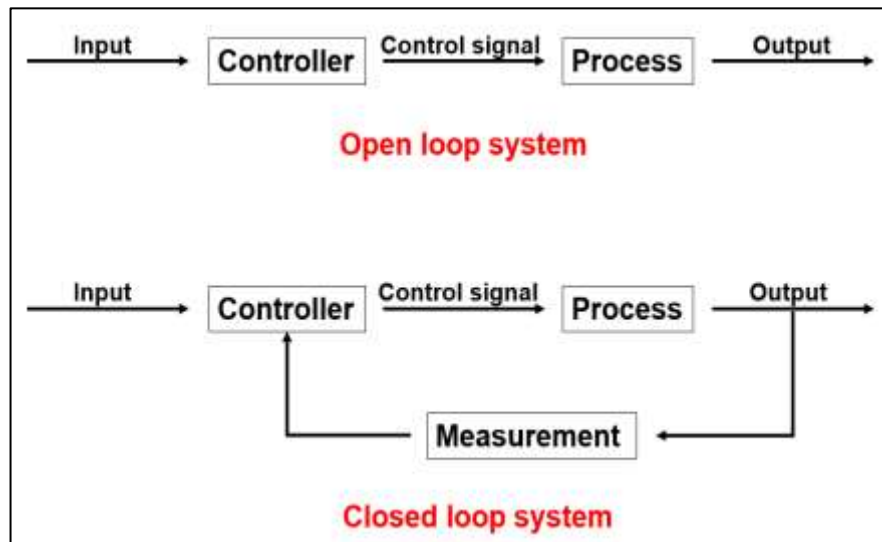 Input
Controller
Control signal
Process
Output
Open loop system
Input
Controller
Control signal
Process
Output
Measurement
Closed loop system